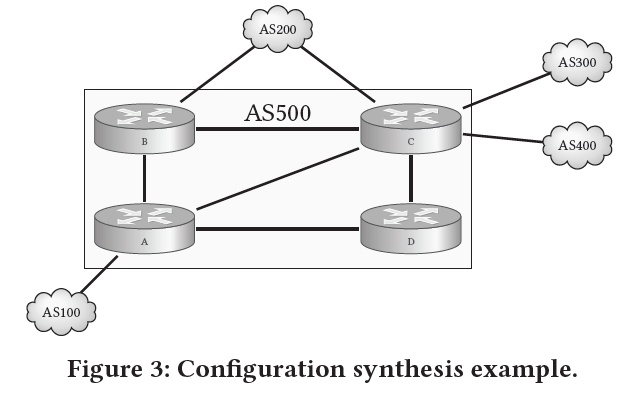 AS200
AS300
AS500
B
C
AS400
A
D
AS100
Figure 3: Configuration synthesis example.